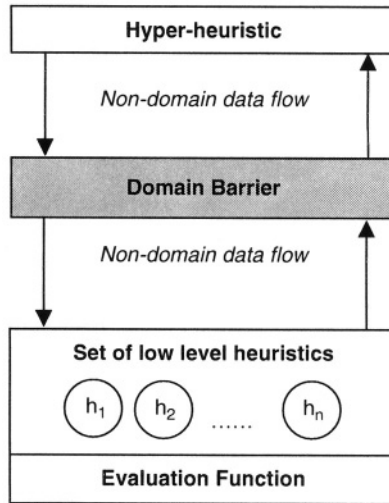 Hyper-heuristic
Non-domain data flow
Domain Barrier
Non-domain data flow
Set of low level heuristics
h1 h2 ...... hn
Evaluation Function